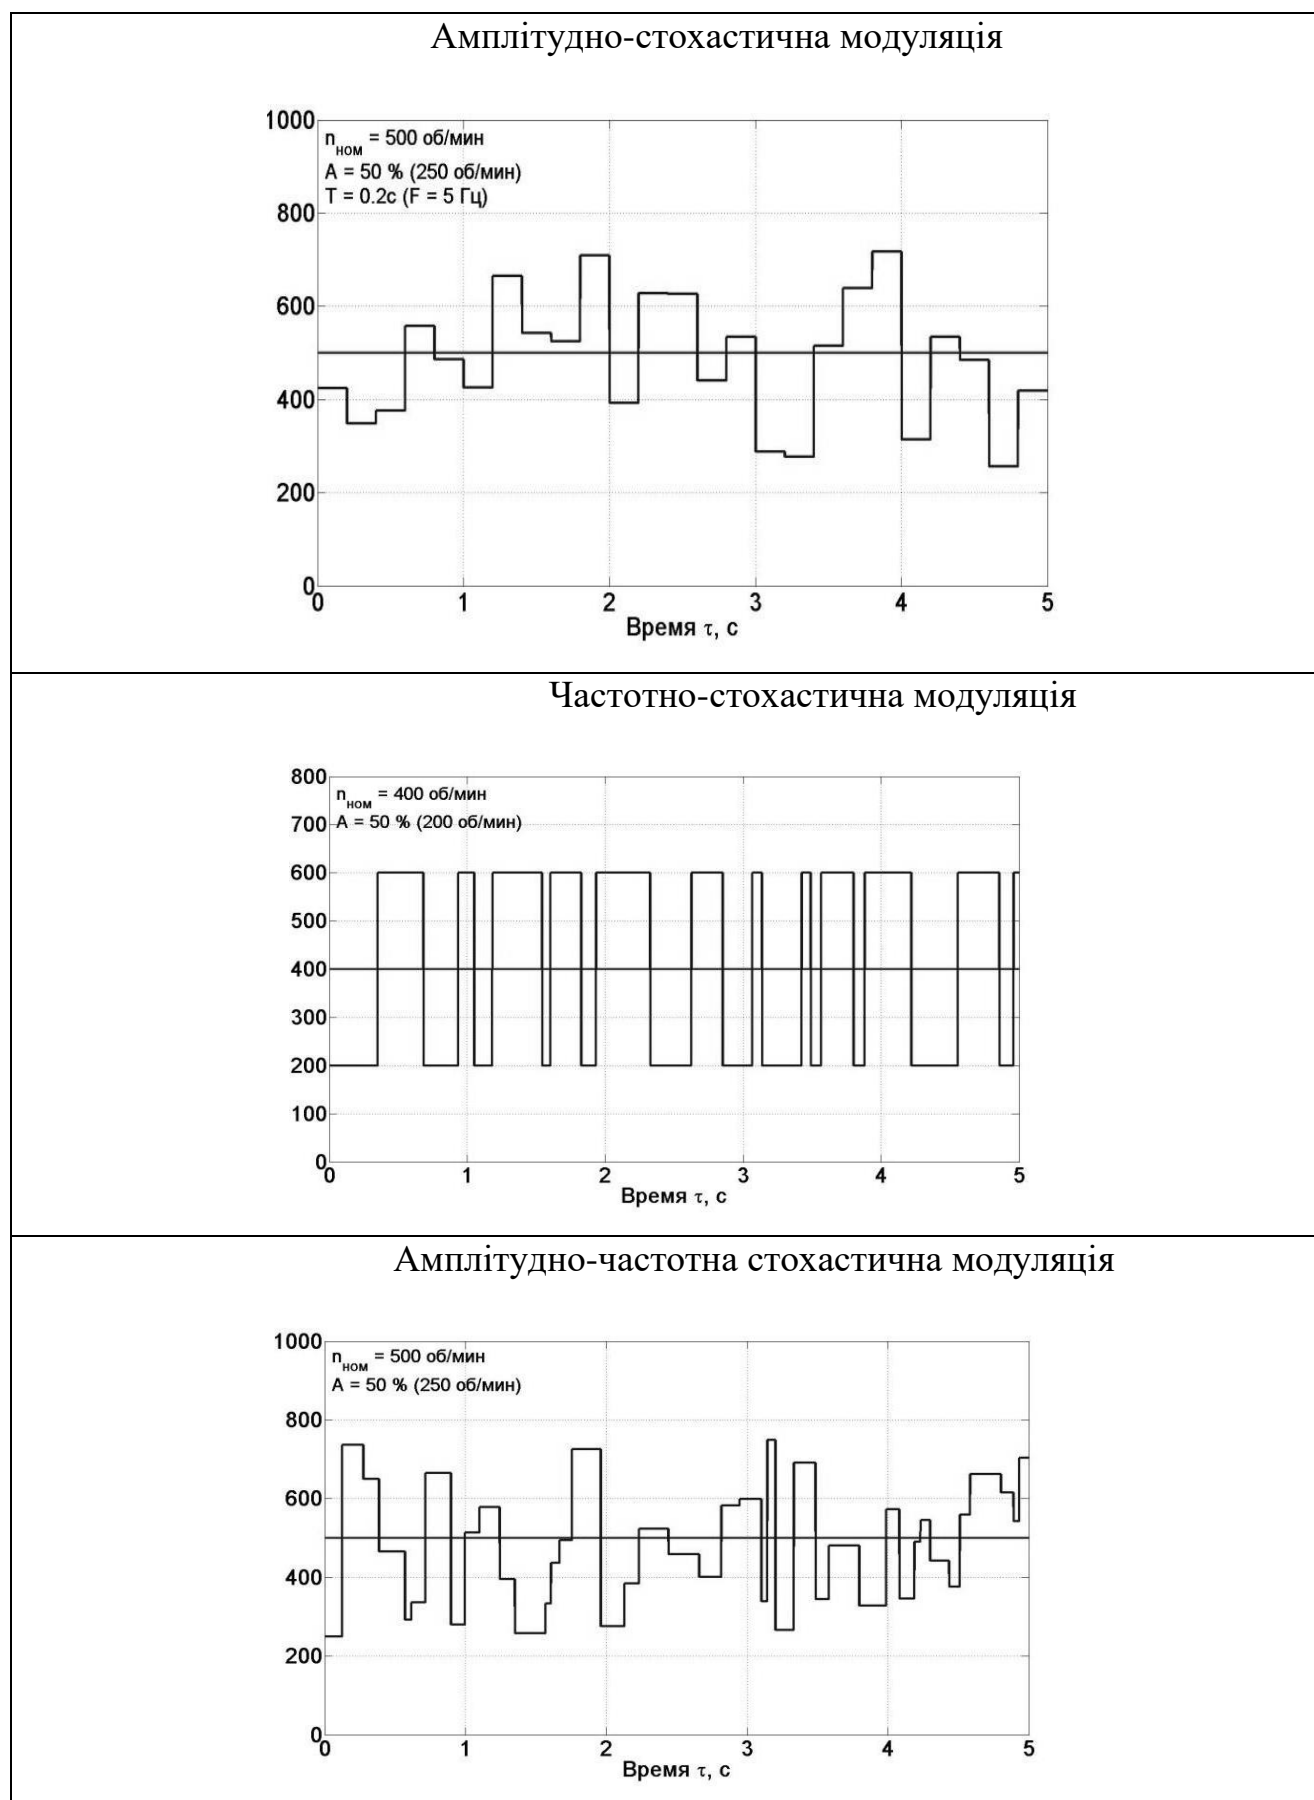 Амплітудно-стохастична модуляція
1000
n_ном = 500 об/мин
A = 50 % (250 об/мин)
T = 0.2с (F = 5 Гц)
800
600
400
200
0
0 1 2 3 4 5
Время τ, с
Частотно-стохастична модуляція
800
n_ном = 400 об/мин
700
A = 50 % (200 об/мин)
600
500
400
300
200
100
0
0 1 2 3 4 5
Время τ, с
Амплітудно-частотна стохастична модуляція
1000
n_ном = 500 об/мин
A = 50 % (250 об/мин)
800
600
400
200
0
0 1 2 3 4 5
Время τ, с